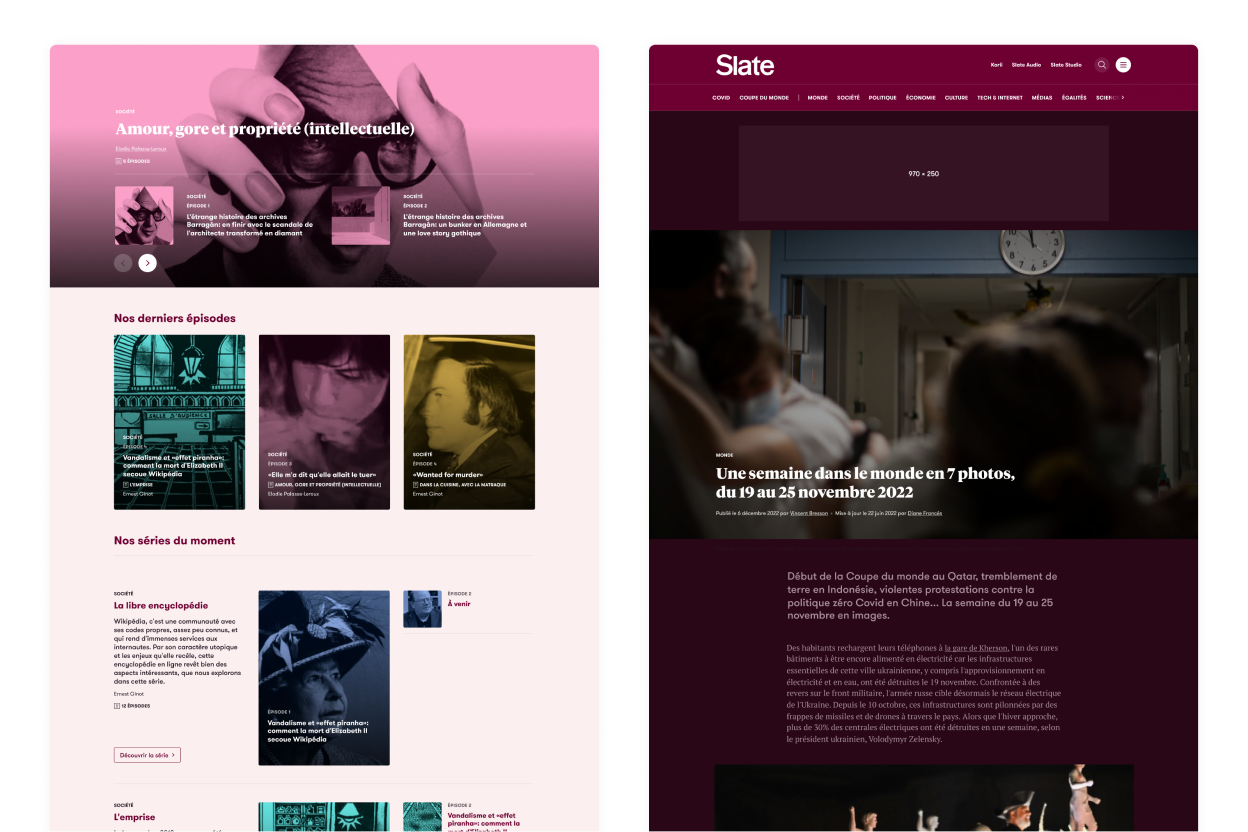 SOCIÉTÉ
Amour, gore et propriété (intellectuelle)
Elodie Palasse-Leroux
5 ÉPISODES
SOCIÉTÉ
ÉPISODE 1
L'étrange histoire des archives
Barragán: en finir avec le scandale de
l'architecte transformé en diamant
SOCIÉTÉ
ÉPISODE 2
L'étrange histoire des archives
Barragán: un bunker en Allemagne et
une love story gothique
Nos derniers épisodes
SALLE D'AUDIENCE
SOCIÉTÉ
ÉPISODE 4
Vandalisme et «effet piranha»:
comment la mort d'Elizabeth II
secoue Wikipédia
L'EMPRISE
Ernest Ginot
SOCIÉTÉ
ÉPISODE 3
«Elle m'a dit qu'elle allait le tuer»
AMOUR, GORE ET PROPRIÉTÉ (INTELLECTUELLE)
Elodie Palasse-Leroux
SOCIÉTÉ
ÉPISODE 4
«Wanted for murder»
DANS LA CUISINE, AVEC LA MATRAQUE
Ernest Ginot
Nos séries du moment
SOCIÉTÉ
La libre encyclopédie
Wikipédia, c'est une communauté avec
ses codes propres, assez peu connus, et
qui rend d'immenses services aux
internautes. Par son caractère utopique
et les enjeux qu'elle recèle, cette
encyclopédie en ligne revêt bien des
aspects intéressants, que nous explorons
dans cette série.
Ernest Ginot
12 ÉPISODES
Découvrir la série
ÉPISODE 1
Vandalisme et «effet piranha»:
comment la mort d'Elizabeth II
secoue Wikipédia
ÉPISODE 2
À venir
SOCIÉTÉ
L'emprise
ÉPISODE 2
Vandalisme et «effet
piranha»: comment la
mort d'Elizabeth II
Slate
Korii Slate Audio Slate Studio
COVID COUPE DU MONDE | MONDE SOCIÉTÉ POLITIQUE ÉCONOMIE CULTURE TECH & INTERNET MÉDIAS ÉGALITÉS SCIENC
970 × 250
10 11 12 1 2 3 4 5 6 7 8
MONDE
Une semaine dans le monde en 7 photos,
du 19 au 25 novembre 2022
Publié le 6 décembre 2022 par Vincent Bresson - Mise à jour le 22 juin 2022 par Diane Francès
Début de la Coupe du monde au Qatar, tremblement de
terre en Indonésie, violentes protestations contre la
politique zéro Covid en Chine... La semaine du 19 au 25
novembre en images.
Des habitants rechargent leurs téléphones à la gare de Kherson, l'un des rares
bâtiments à être encore alimenté en électricité car les infrastructures
essentielles de cette ville ukrainienne, y compris l'approvisionnement en
électricité et en eau, ont été détruites le 19 novembre. Confrontée à des
revers sur le front militaire, l'armée russe cible désormais le réseau électrique
de l'Ukraine. Depuis le 10 octobre, ces infrastructures sont pilonnées par des
frappes de missiles et de drones à travers le pays. Alors que l'hiver approche,
plus de 30% des centrales électriques ont été détruites en une semaine, selon
le président ukrainien, Volodymyr Zelensky.